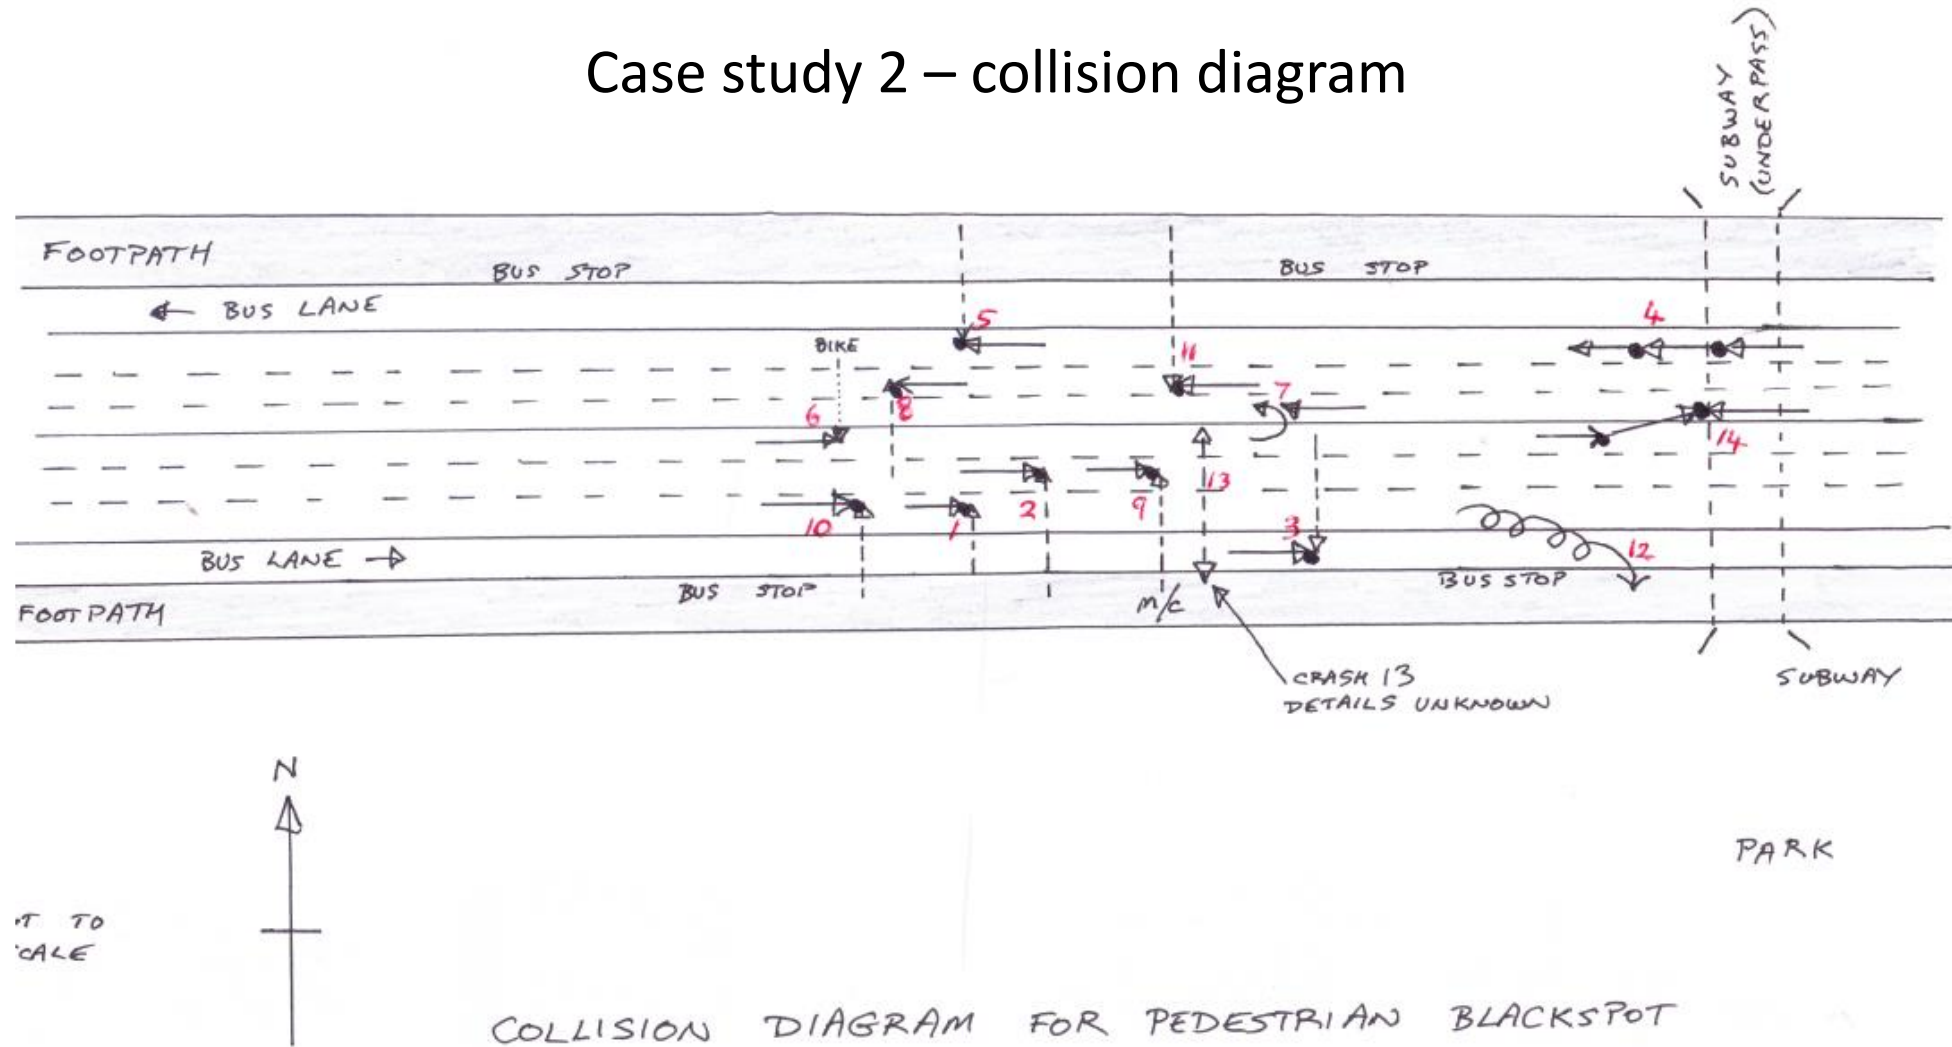 Case study 2 – collision diagram
SUBWAY
(UNDERPASS)
FOOTPATH
BUS STOP
BUS STOP
← BUS LANE
5
4
BIKE
11
7
6
8
14
13
2
9
10
1
3
12
BUS LANE →
BUS STOP
BUS STOP
FOOTPATH
M/C
CRASH 13
DETAILS UNKNOWN
SUBWAY
N
PARK
TO
COLLISION DIAGRAM FOR PEDESTRIAN BLACKSPOT